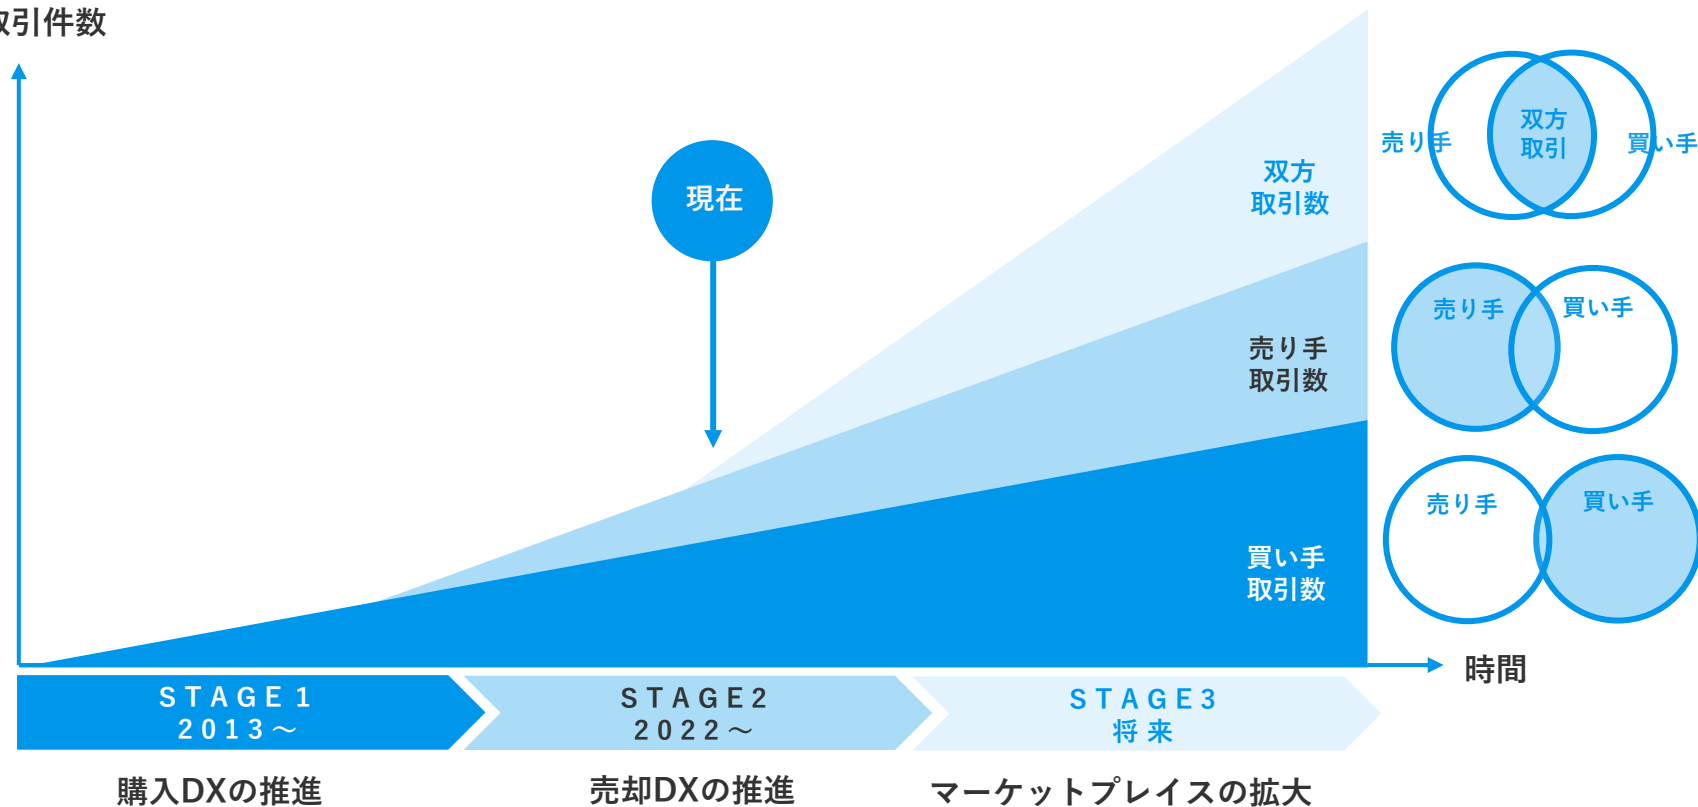 取引件数
現在
双方
取引数
売り手
取引数
買い手
取引数
売り手
双方
取引
買い手
売り手
買い手
売り手
買い手
時間
STAGE1
2013～
STAGE2
2022～
STAGE3
将来
購入DXの推進
売却DXの推進
マーケットプレイスの拡大